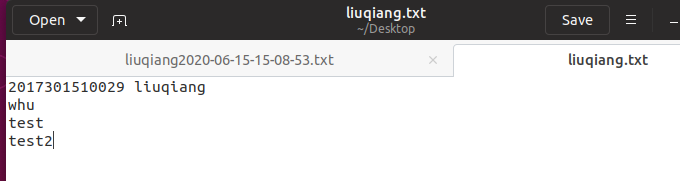 Open
liuqiang.txt
~/Desktop
Save
liuqiang2020-06-15-15-08-53.txt
liuqiang.txt
2017301510029 liuqiang
whu
test
test2